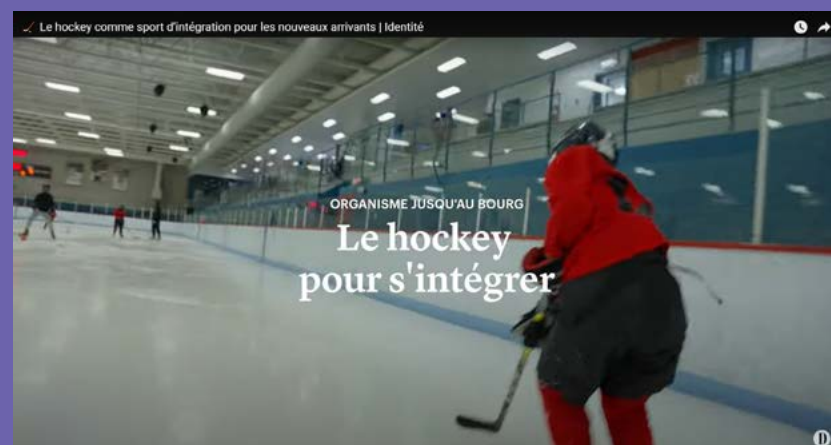 Le hockey comme sport d'intégration pour les nouveaux arrivants | Identité
ORGANISME JUSQU'AU BOURG
Le hockey
pour s'intégrer